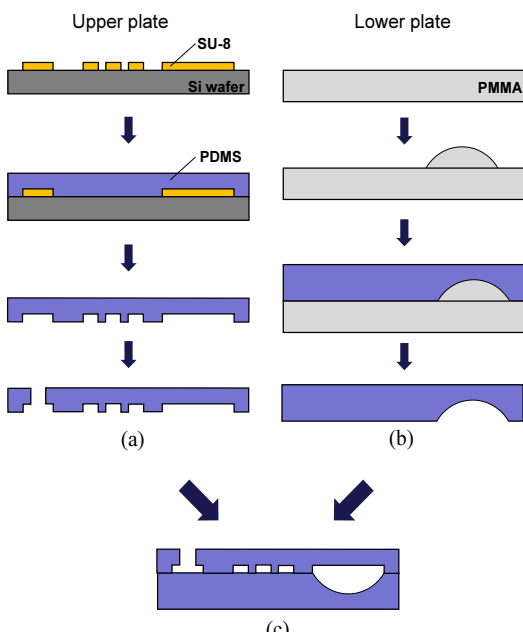 Upper plate
Lower plate
SU-8
Si wafer
PMMA
PDMS
(a)
(b)
(c)